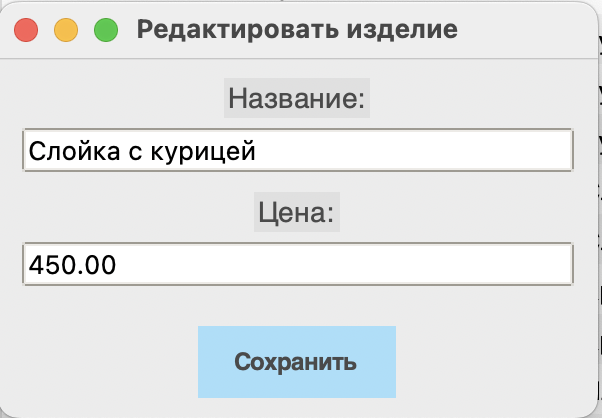 Редактировать изделие
Название:
Слойка с курицей
Цена:
450.00
Сохранить